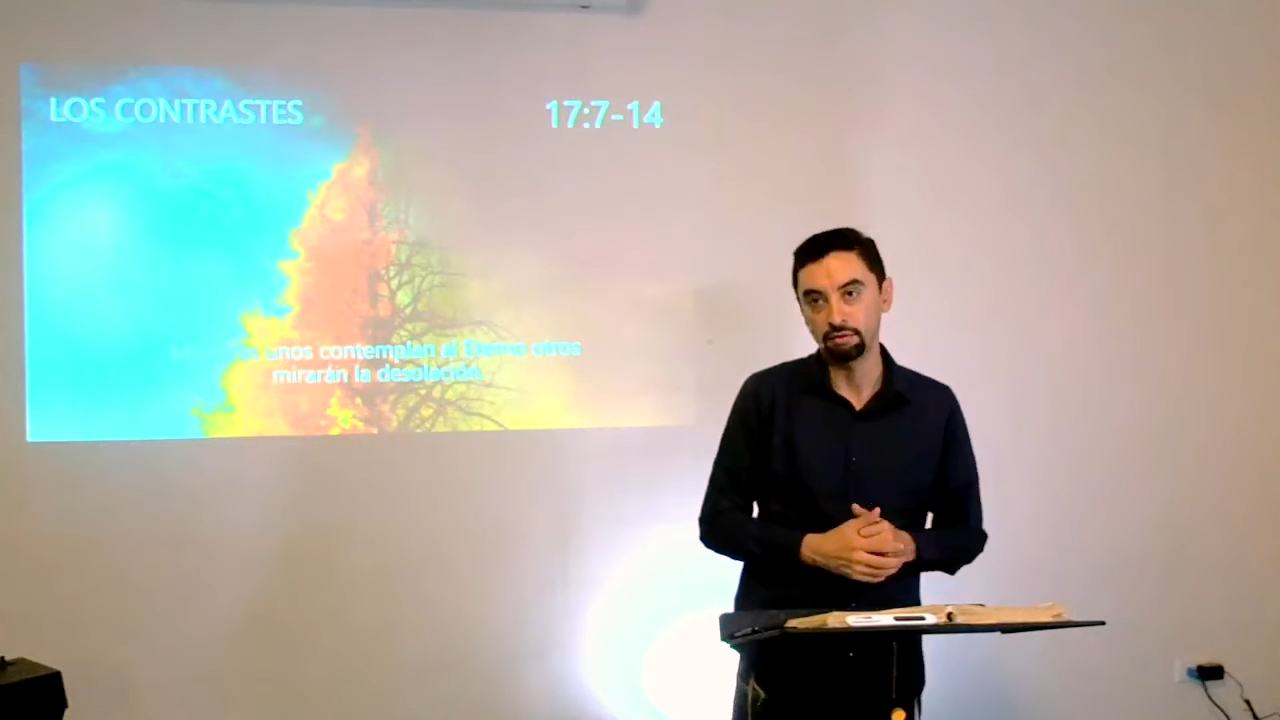 LOS CONTRASTES
17:7-14
unos contemplan al Eterno otros
mirarán la desolación